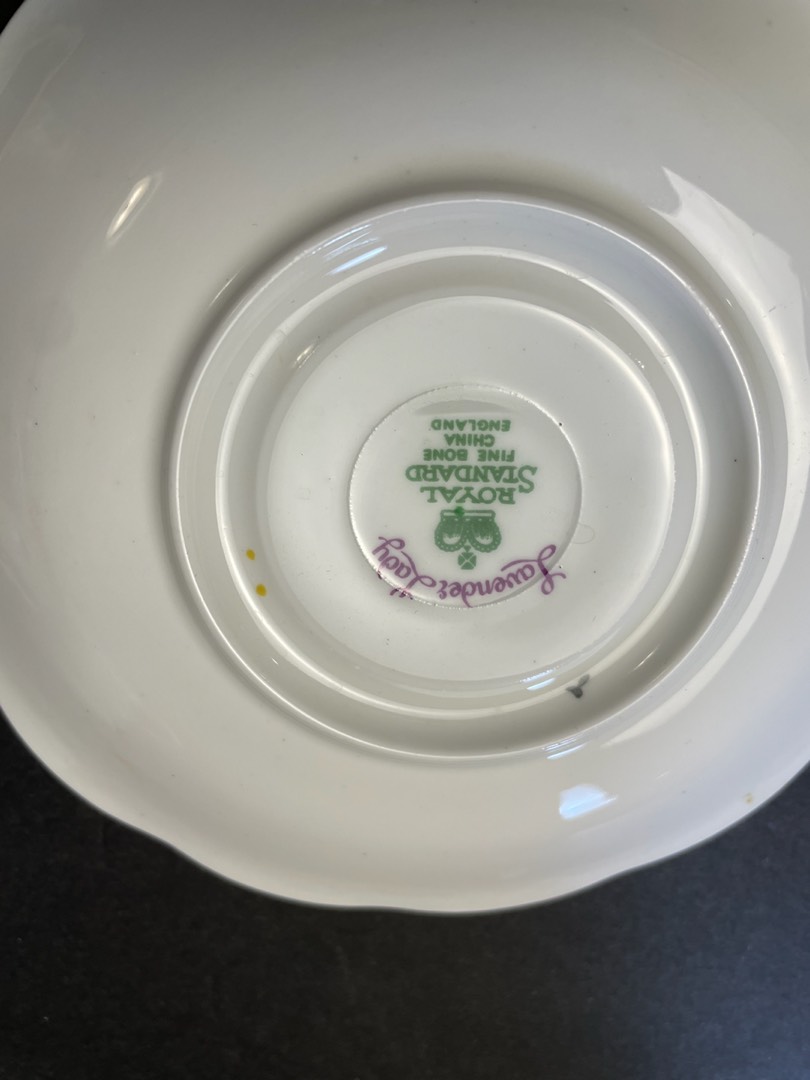 Lavender Lady
ROYAL
STANDARD
FINE BONE
CHINA
ENGLAND